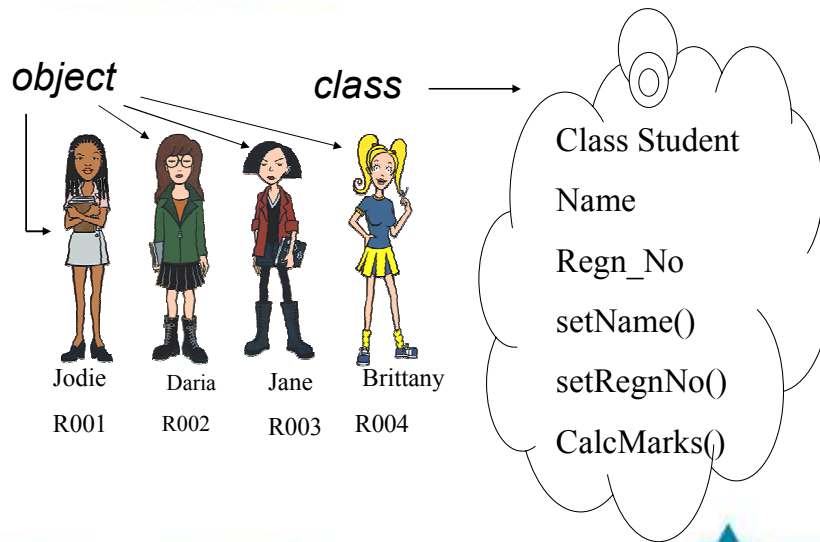 object
class
Jodie
Daria
Jane
Brittany
R001
R002
R003
R004
Class Student
Name
Regn_No
setName()
setRegnNo()
CalcMarks()